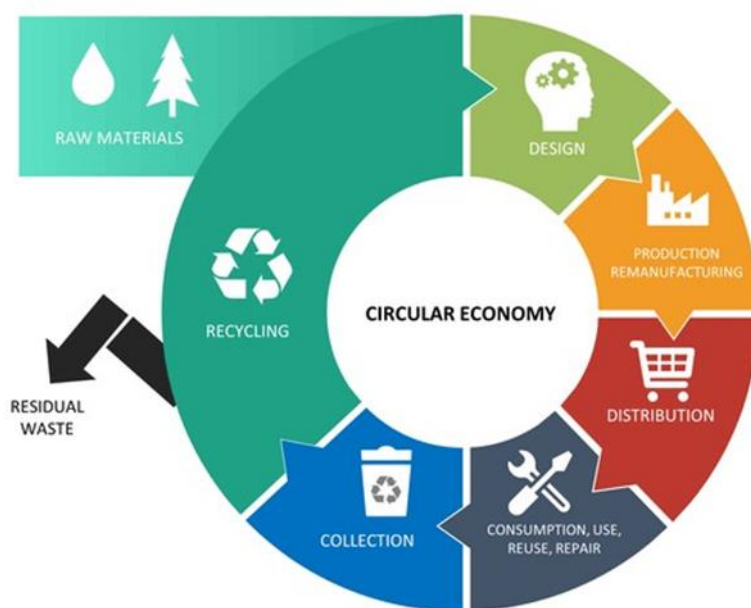 RAW MATERIALS
DESIGN
PRODUCTION
REMANUFACTURING
DISTRIBUTION
CONSUMPTION, USE,
REUSE, REPAIR
COLLECTION
RECYCLING
RESIDUAL
WASTE
CIRCULAR ECONOMY